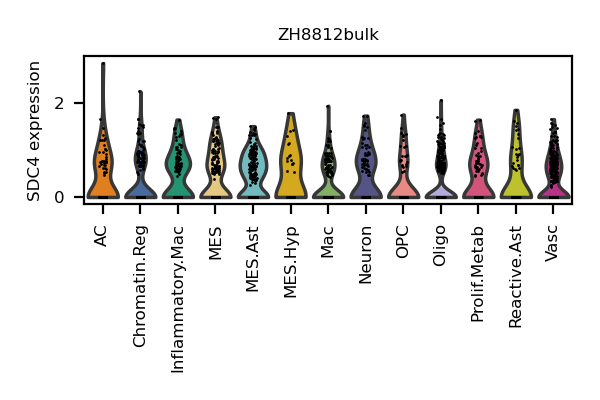 ZH8812bulk
SDC4 expression
2
0
AC
Chromatin.Reg
Inflammatory.Mac
MES
MES.Ast
MES.Hyp
Mac
Neuron
OPC
Oligo
Prolif.Metab
Reactive.Ast
Vasc